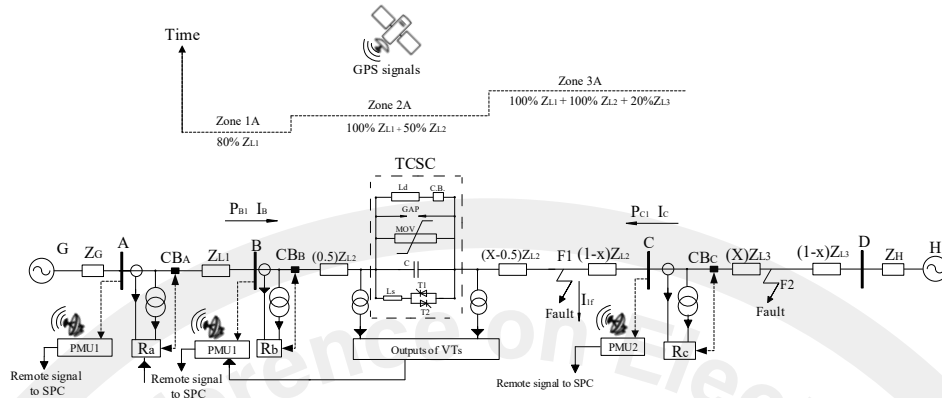 Time
GPS signals
Zone 1A
80% ZL1
Zone 2A
100% ZL1 + 50% ZL2
Zone 3A
100% ZL1 + 100% ZL2 + 20%ZL3
TCSC
Ld
C.B.
GAP
MOV
C
Ls
T1
T2
PB1 IB
PC1 IC
G
ZG
A
CBA
ZL1
B
CBB
(0.5)ZL2
(X-0.5)ZL2
F1
(1-x)ZL2
C
CBC
(X)ZL3
(1-x)ZL3
D
ZH
H
I1f
Fault
F2
Fault
PMU1
Ra
PMU1
Rb
Outputs of VTs
PMU2
Rc
Remote signal
to SPC
Remote signal
to SPC
Remote signal
to SPC
erence on Elec